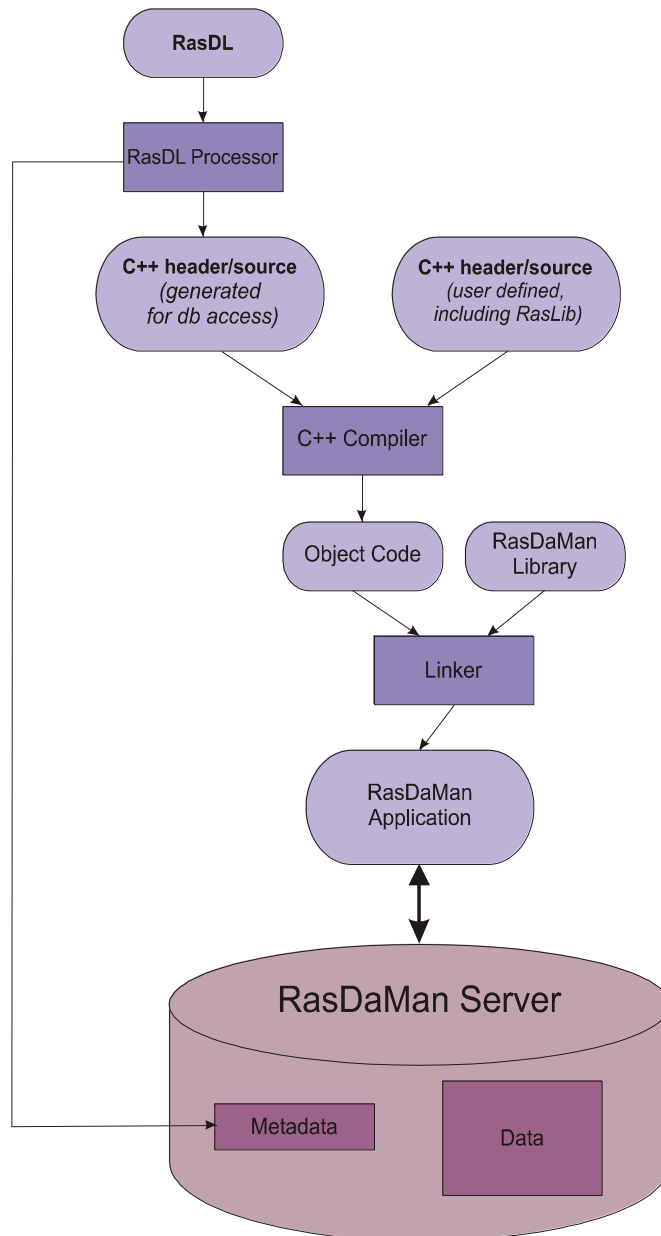 RasDL
RasDL Processor
C++ header/source
(generated
for db access)
C++ header/source
(user defined,
including RasLib)
C++ Compiler
Object Code
RasDaMan
Library
Linker
RasDaMan
Application
RasDaMan Server
Metadata
Data